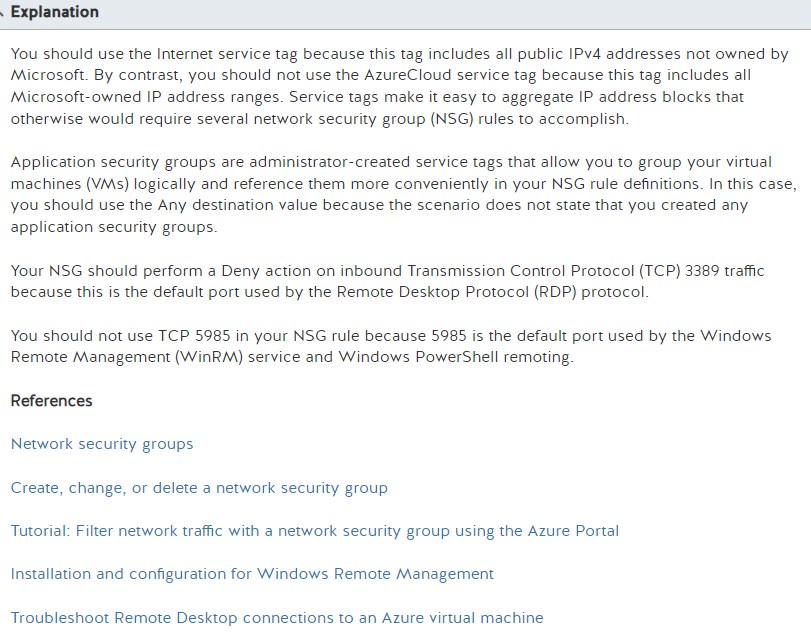 Explanation
You should use the Internet service tag because this tag includes all public IPv4 addresses not owned by
Microsoft. By contrast, you should not use the AzureCloud service tag because this tag includes all
Microsoft-owned IP address ranges. Service tags make it easy to aggregate IP address blocks that
otherwise would require several network security group (NSG) rules to accomplish.
Application security groups are administrator-created service tags that allow you to group your virtual
machines (VMs) logically and reference them more conveniently in your NSG rule definitions. In this case,
you should use the Any destination value because the scenario does not state that you created any
application security groups.
Your NSG should perform a Deny action on inbound Transmission Control Protocol (TCP) 3389 traffic
because this is the default port used by the Remote Desktop Protocol (RDP) protocol.
You should not use TCP 5985 in your NSG rule because 5985 is the default port used by the Windows
Remote Management (WinRM) service and Windows PowerShell remoting.
References
Network security groups
Create, change, or delete a network security group
Tutorial: Filter network traffic with a network security group using the Azure Portal
Installation and configuration for Windows Remote Management
Troubleshoot Remote Desktop connections to an Azure virtual machine